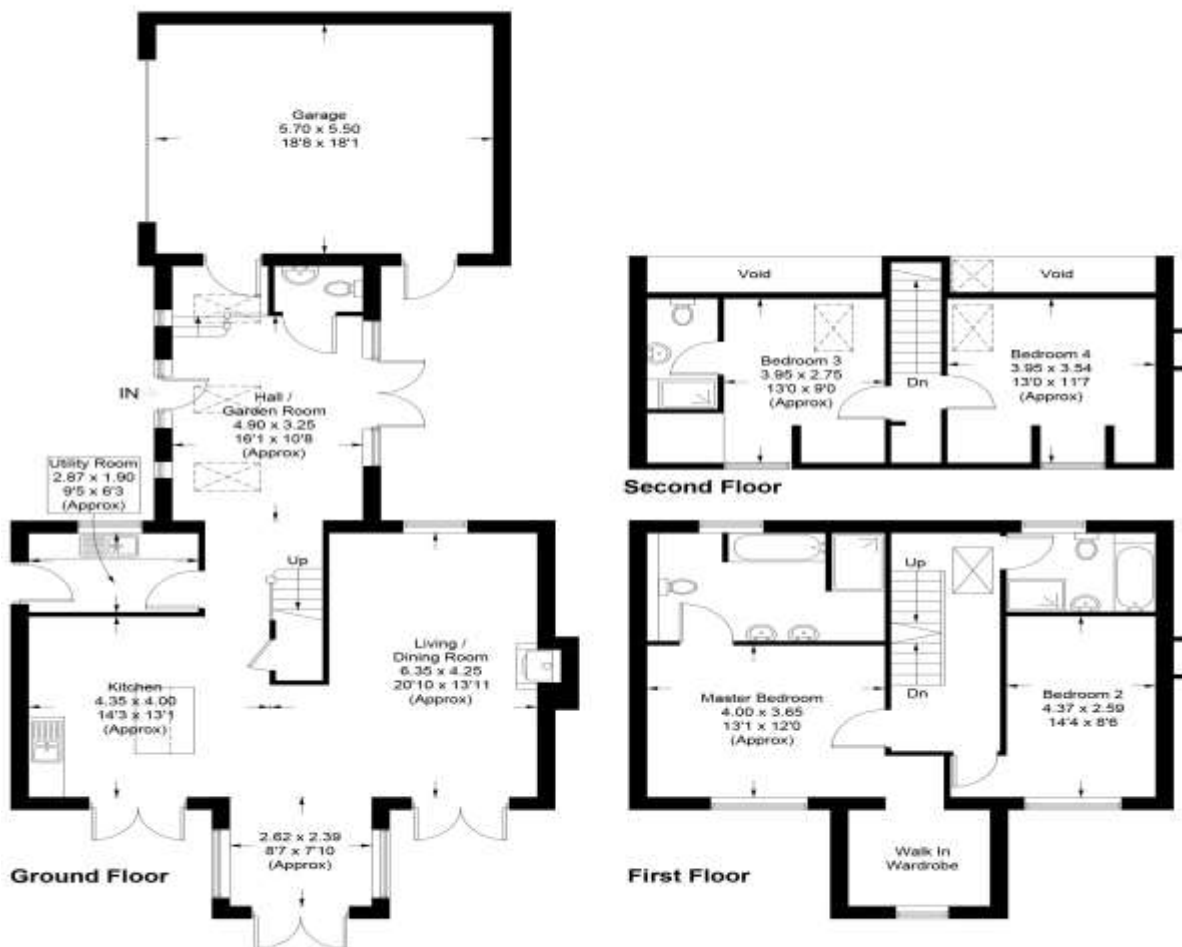 Garage
5.70 x 5.50
18'8 x 18'1
IN
Hall /
Garden Room
4.90 x 3.25
16'1 x 10'8
(Approx)
Utility Room
2.87 x 1.90
9'5 x 6'3
(Approx)
Up
Living /
Dining Room
6.35 x 4.25
20'10 x 13'11
(Approx)
Kitchen
4.35 x 4.00
14'3 x 13'1
(Approx)
2.62 x 2.39
8'7 x 7'10
(Approx)
Ground Floor
Void
Void
Bedroom 3
3.95 x 2.75
13'0 x 9'0
(Approx)
Dn
Bedroom 4
3.95 x 3.54
13'0 x 11'7
(Approx)
Second Floor
Up
Dn
Master Bedroom
4.00 x 3.65
13'1 x 12'0
(Approx)
Bedroom 2
4.37 x 2.59
14'4 x 8'6
Walk In
Wardrobe
First Floor